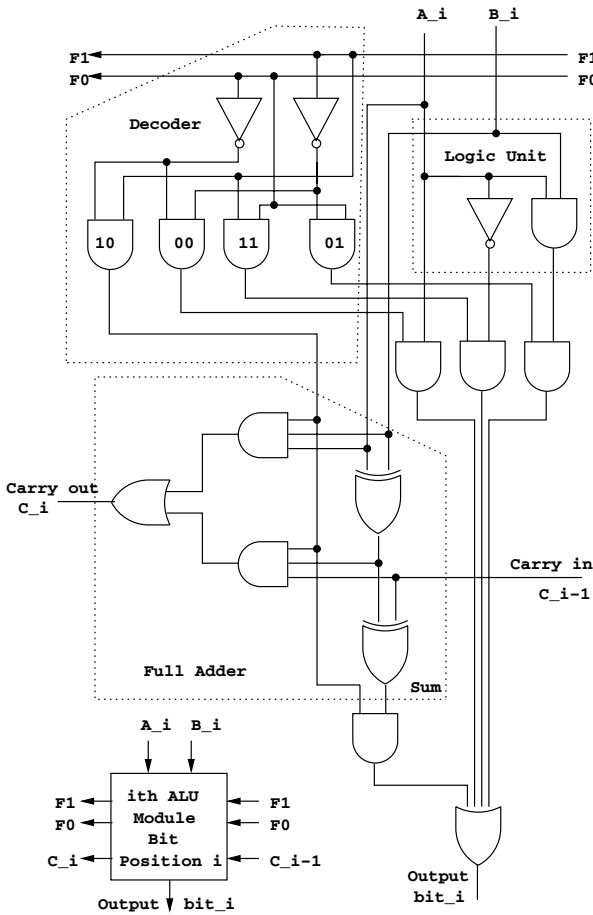 A_i B_i
F1 F1
F0 F0
Decoder
Logic Unit
10 00 11 01
Carry out
C_i
Carry in
C_i-1
Full Adder
Sum
A_i B_i
F1 ith ALU F1
F0 Module F0
Bit
C_i Position i C_i-1
Output bit_i
Output
bit_i